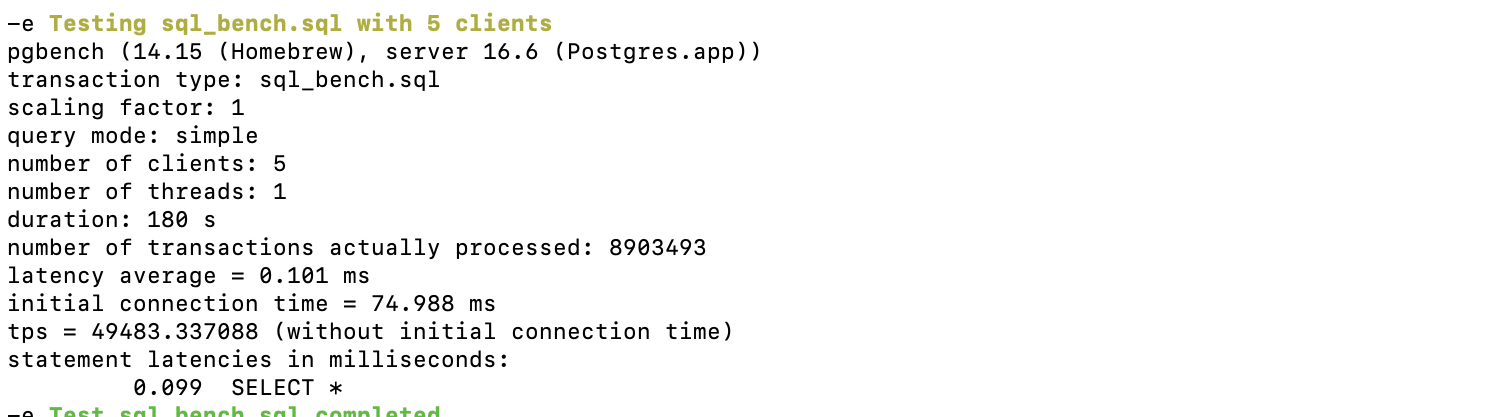 -e Testing sql_bench.sql with 5 clients
pgbench (14.15 (Homebrew), server 16.6 (Postgres.app))
transaction type: sql_bench.sql
scaling factor: 1
query mode: simple
number of clients: 5
number of threads: 1
duration: 180 s
number of transactions actually processed: 8903493
latency average = 0.101 ms
initial connection time = 74.988 ms
tps = 49483.337088 (without initial connection time)
statement latencies in milliseconds:
0.099  SELECT *
-e Test sql_bench.sql completed